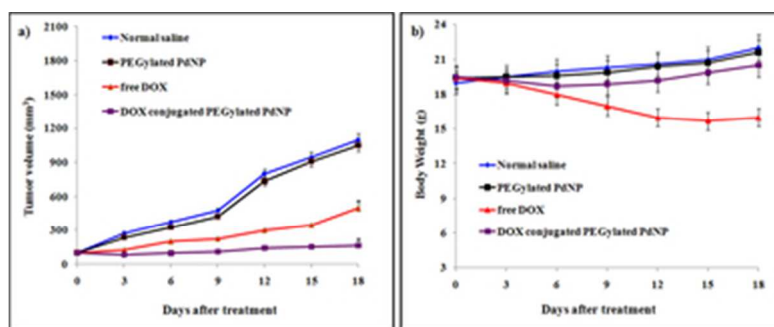 a)
2100
1800
1500
1200
900
600
300
0
Tumor volume (mm³)
Normal saline
PEGylated PdNP
free DOX
DOX conjugated PEGylated PdNP
0 3 6 9 12 15 18
Days after treatment
b)
24
21
18
15
12
9
6
3
Body Weight (g)
Normal saline
PEGylated PdNP
free DOX
DOX conjugated PEGylated PdNP
0 3 6 9 12 15 18
Days after treatment